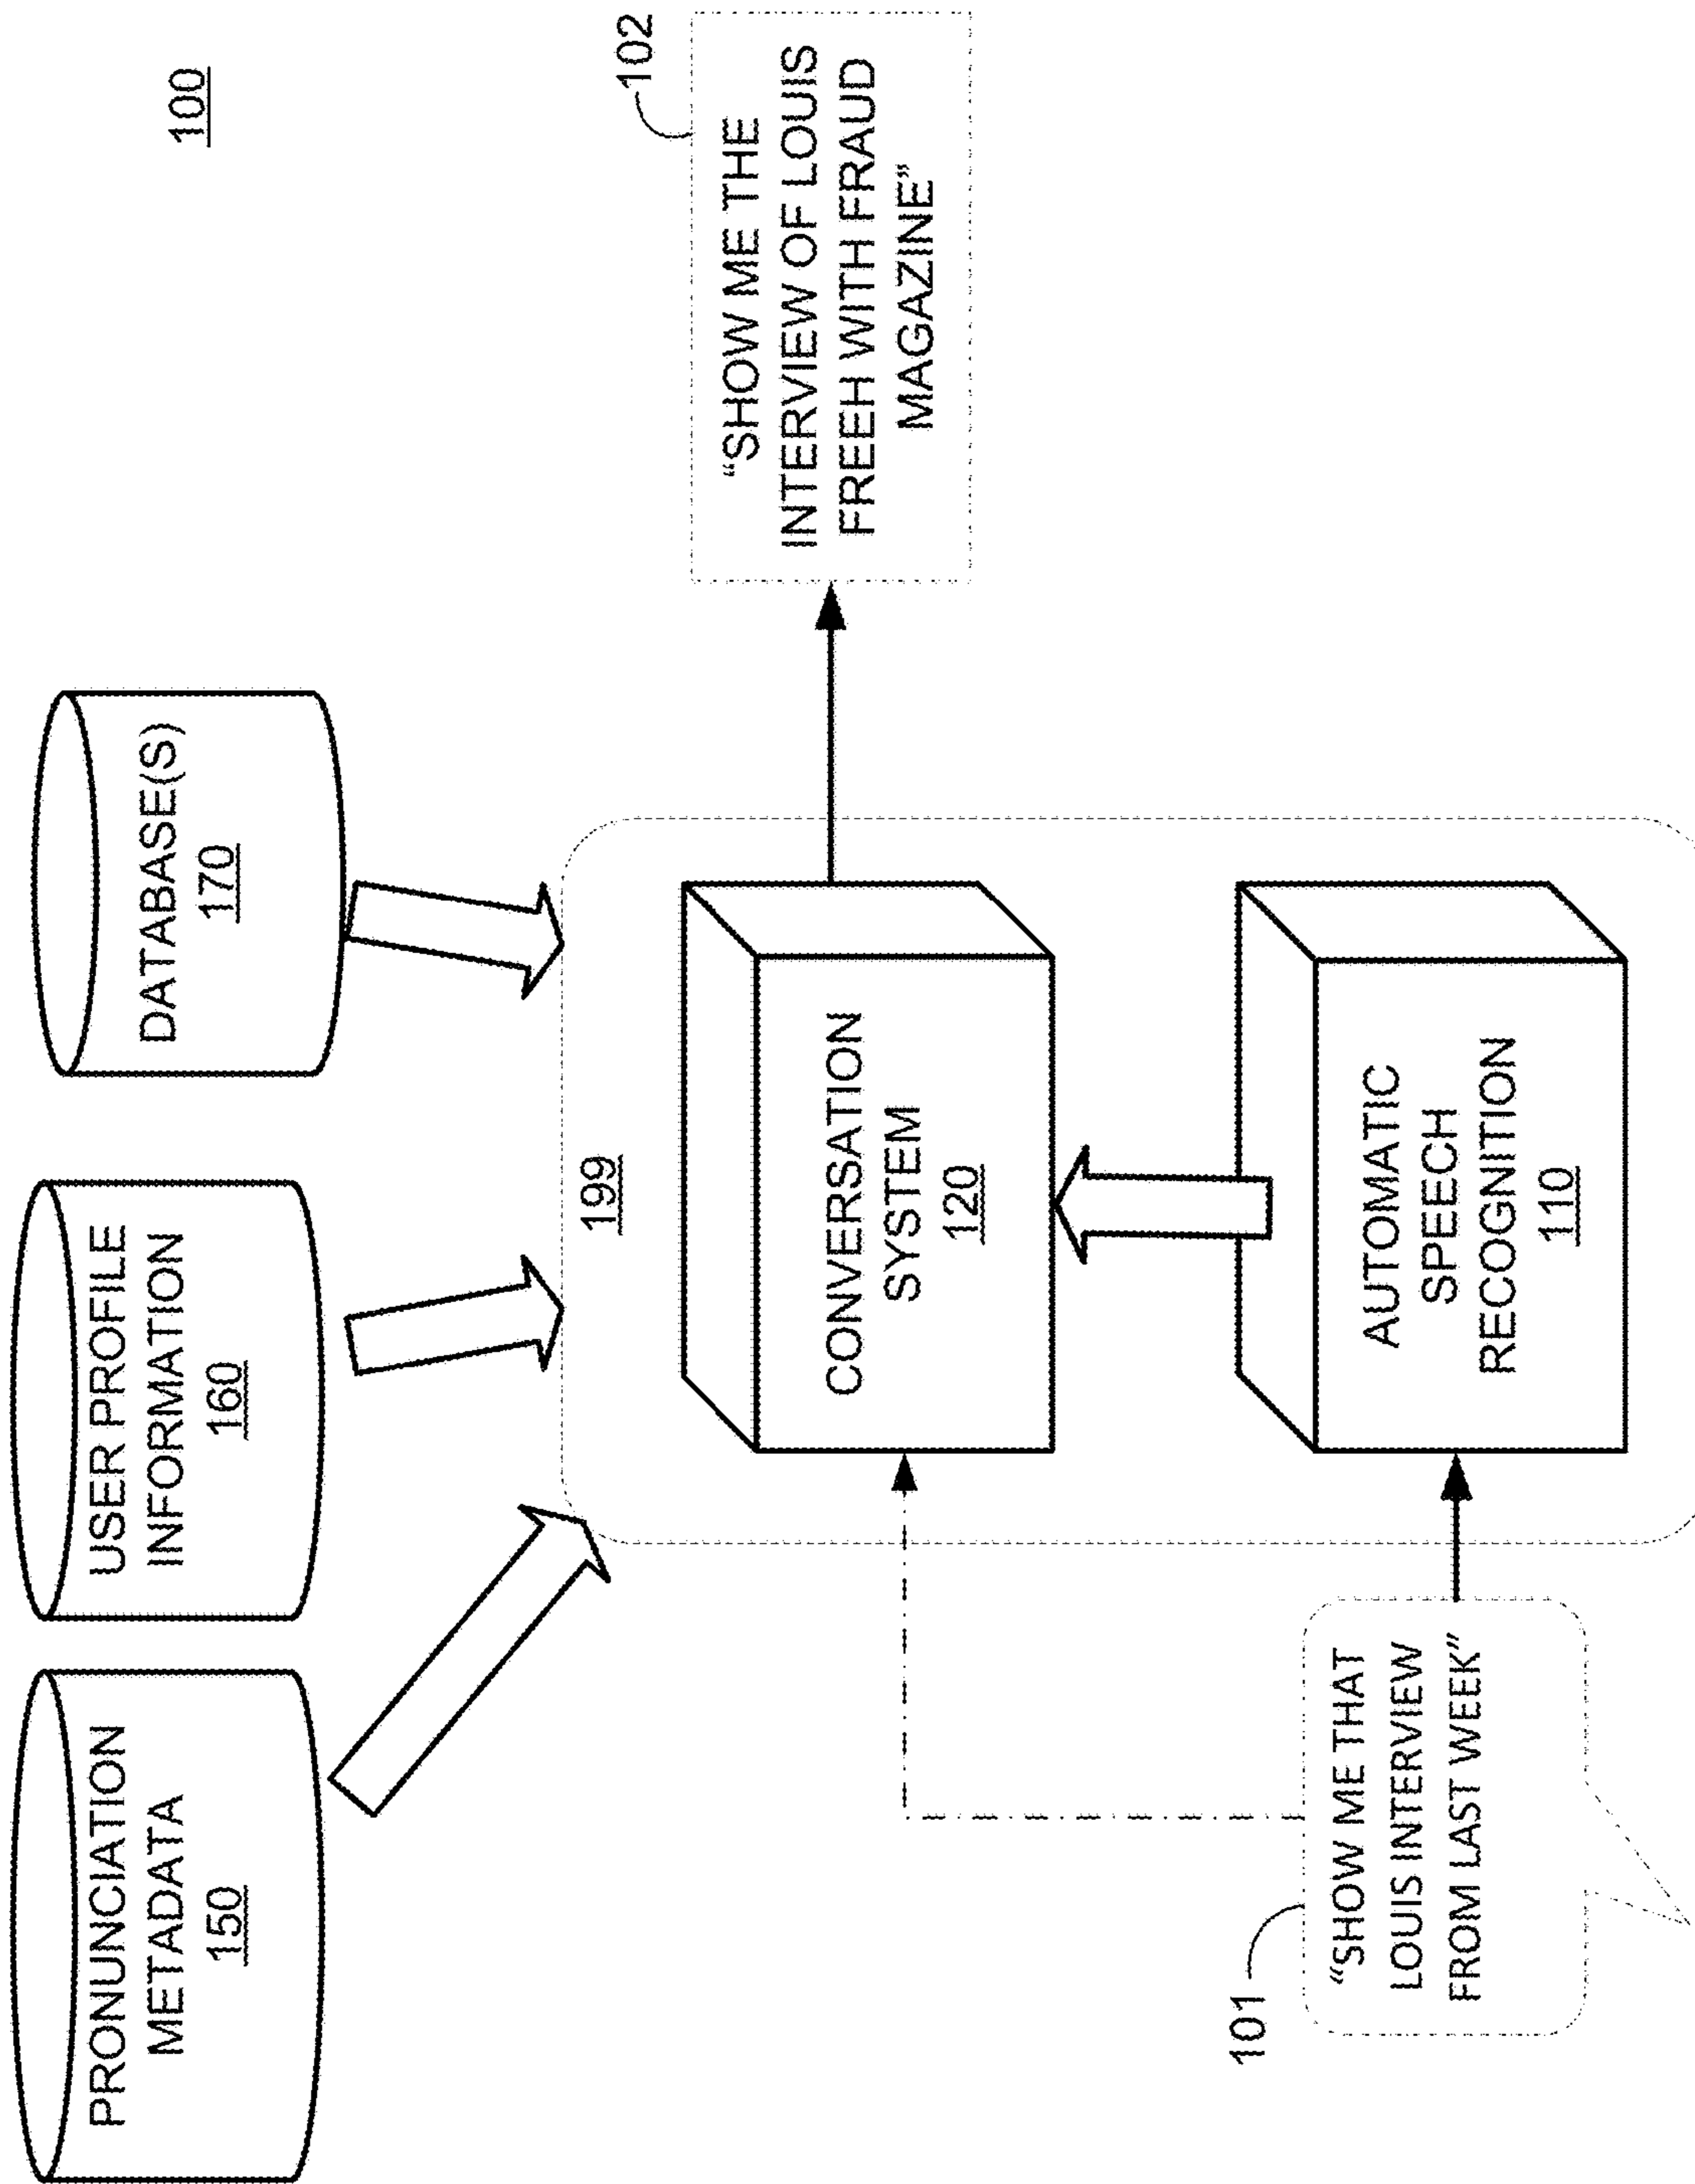 100
PRONUNCIATION
METADATA
150
USER PROFILE
INFORMATION
160
DATABASE(S)
170
199
CONVERSATION
SYSTEM
120
102
“SHOW ME THE
INTERVIEW OF LOUIS
FREEH WITH FRAUD
MAGAZINE”
101
“SHOW ME THAT
LOUIS INTERVIEW
FROM LAST WEEK”
AUTOMATIC
SPEECH
RECOGNITION
110